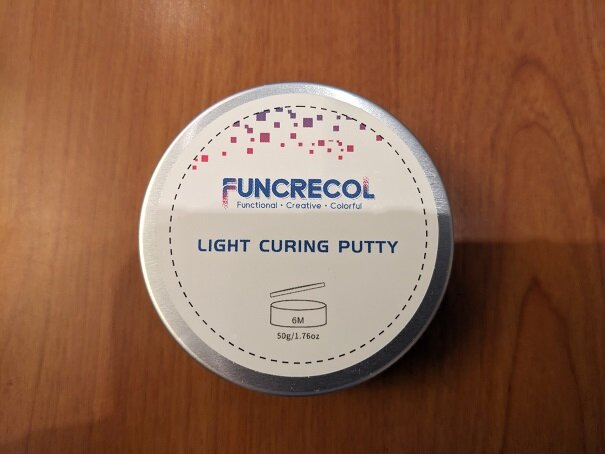 FUNCRECOL
Functional • Creative • Colorful
LIGHT CURING PUTTY
6M
50g/1.76oz